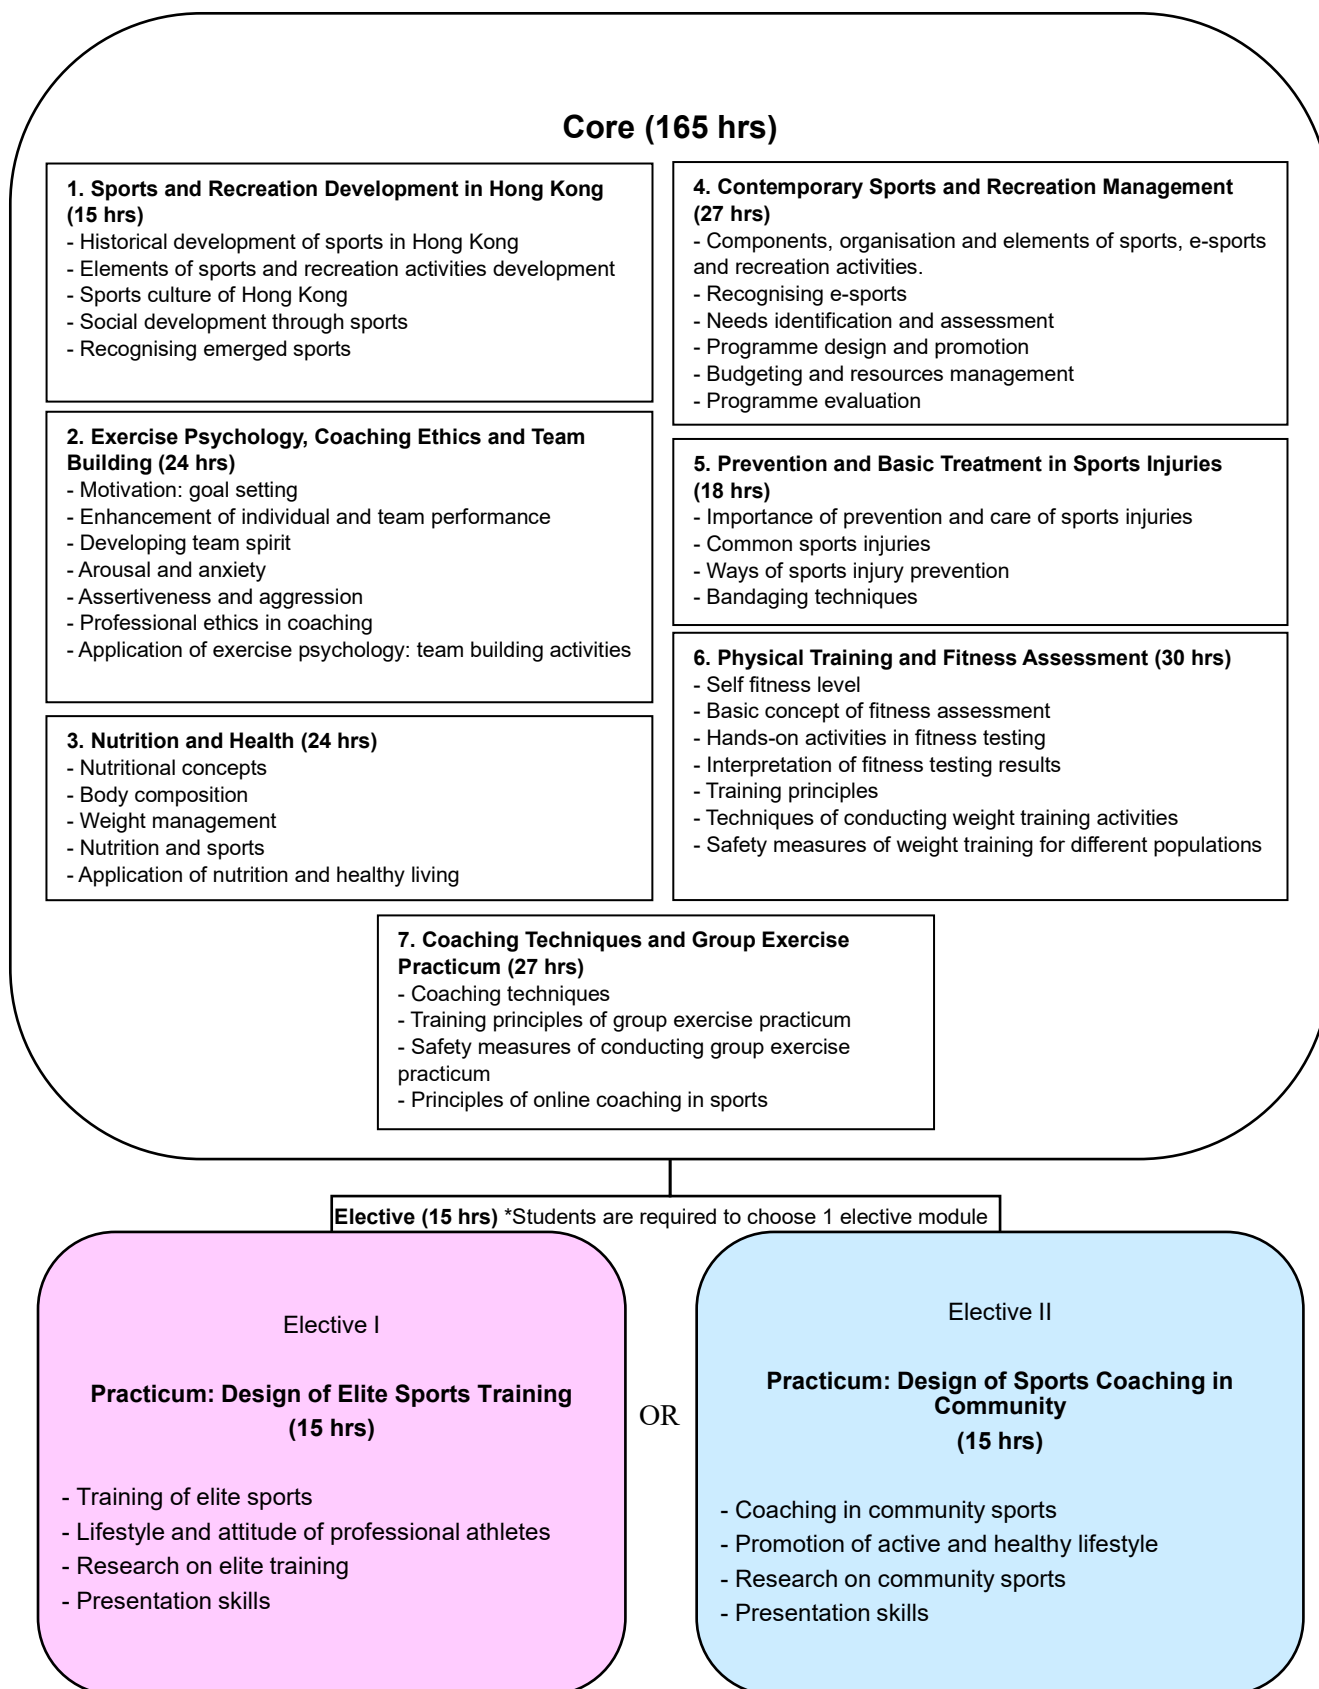 Core (165 hrs)
1. Sports and Recreation Development in Hong Kong
(15 hrs)
- Historical development of sports in Hong Kong
- Elements of sports and recreation activities development
- Sports culture of Hong Kong
- Social development through sports
- Recognising emerged sports
2. Exercise Psychology, Coaching Ethics and Team
Building (24 hrs)
- Motivation: goal setting
- Enhancement of individual and team performance
- Developing team spirit
- Arousal and anxiety
- Assertiveness and aggression
- Professional ethics in coaching
- Application of exercise psychology: team building activities
3. Nutrition and Health (24 hrs)
- Nutritional concepts
- Body composition
- Weight management
- Nutrition and sports
- Application of nutrition and healthy living
4. Contemporary Sports and Recreation Management
(27 hrs)
- Components, organisation and elements of sports, e-sports
and recreation activities.
- Recognising e-sports
- Needs identification and assessment
- Programme design and promotion
- Budgeting and resources management
- Programme evaluation
5. Prevention and Basic Treatment in Sports Injuries
(18 hrs)
- Importance of prevention and care of sports injuries
- Common sports injuries
- Ways of sports injury prevention
- Bandaging techniques
6. Physical Training and Fitness Assessment (30 hrs)
- Self fitness level
- Basic concept of fitness assessment
- Hands-on activities in fitness testing
- Interpretation of fitness testing results
- Training principles
- Techniques of conducting weight training activities
- Safety measures of weight training for different populations
7. Coaching Techniques and Group Exercise
Practicum (27 hrs)
- Coaching techniques
- Training principles of group exercise practicum
- Safety measures of conducting group exercise
practicum
- Principles of online coaching in sports
Elective (15 hrs) *Students are required to choose 1 elective module
Elective I
Practicum: Design of Elite Sports Training
(15 hrs)
- Training of elite sports
- Lifestyle and attitude of professional athletes
- Research on elite training
- Presentation skills
OR
Elective II
Practicum: Design of Sports Coaching in
Community
(15 hrs)
- Coaching in community sports
- Promotion of active and healthy lifestyle
- Research on community sports
- Presentation skills